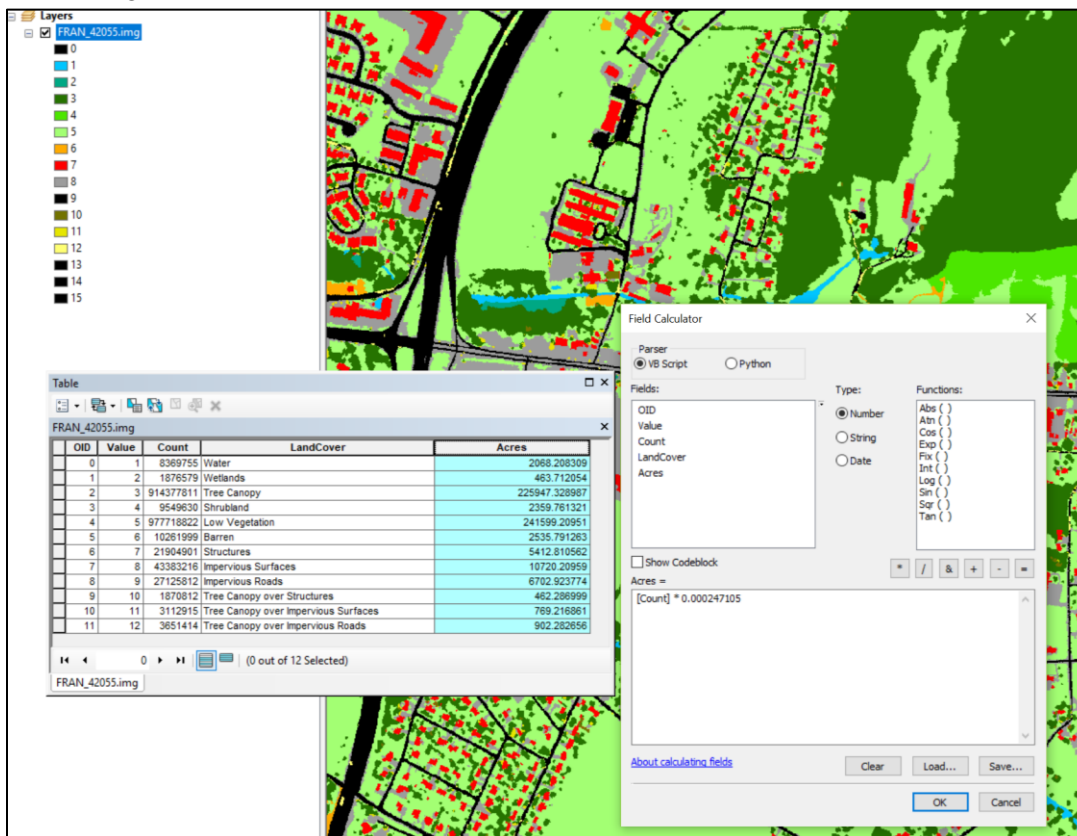 Layers
FRAN_42055.img
0
1
2
3
4
5
6
7
8
9
10
11
12
13
14
15
Table
FRAN_42055.img
OID Value Count LandCover Acres
0 1 8369755 Water 2068.208309
1 2 1876579 Wetlands 463.712010
2 3 914377811 Tree Canopy 225947.328987
3 4 9549630 Shrubland 2359.761321
4 5 977718822 Low Vegetation 241599.20951
5 6 10261999 Barren 2535.791263
6 7 21904901 Structures 5412.810562
7 8 43383216 Impervious Surfaces 10720.20959
8 9 27125812 Impervious Roads 6702.923774
9 10 1870812 Tree Canopy over Structures 462.286999
10 11 3112915 Tree Canopy over Impervious Surfaces 769.216861
11 12 3651414 Tree Canopy over Impervious Roads 902.282656
0 (0 out of 12 Selected)
FRAN_42055.img
Field Calculator
Parser
VB Script Python
Fields: Type: Functions:
OID
Value
Count
LandCover
Acres
Number
String
Date
Abs ( )
Atn ( )
Cos ( )
Exp ( )
Fix ( )
Int ( )
Log ( )
Sin ( )
Sqr ( )
Tan ( )
Show Codeblock
* / & + - =
Acres =
[Count] * 0.000247105
About calculating fields
Clear Load... Save...
OK Cancel